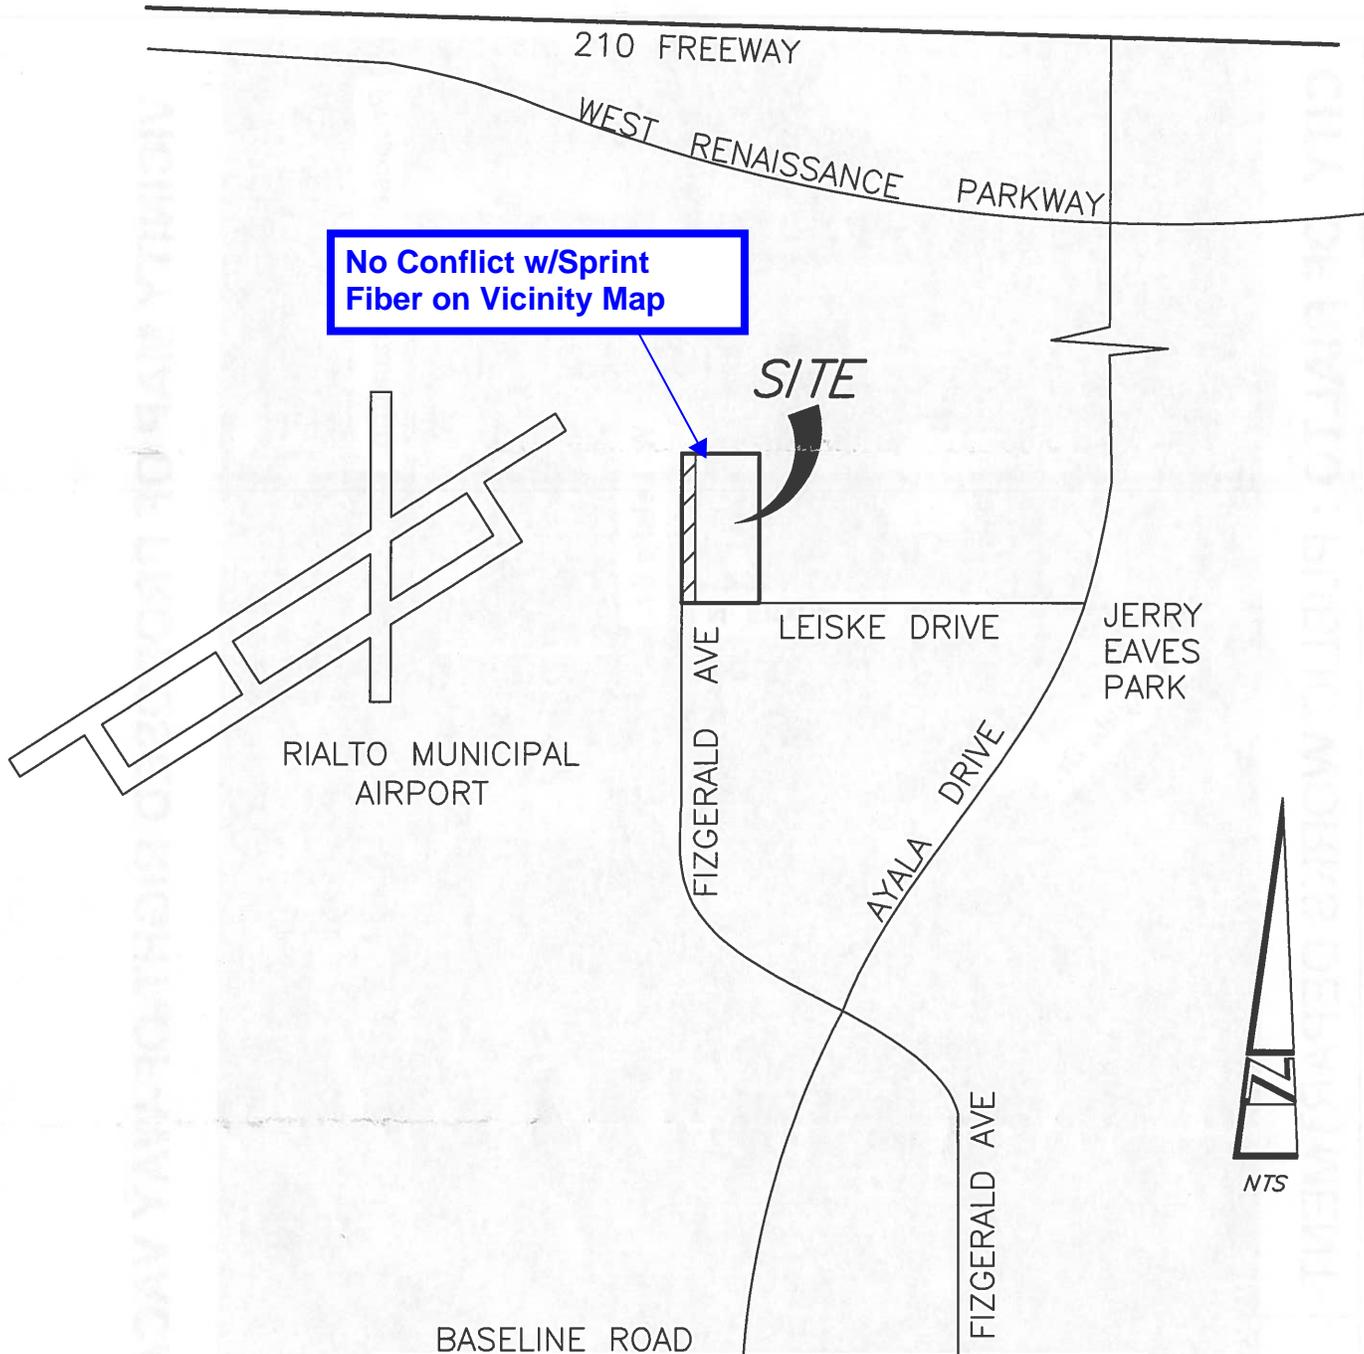 210 FREEWAY
WEST RENAISSANCE PARKWAY
No Conflict w/Sprint
Fiber on Vicinity Map
SITE
LEISKE DRIVE
JERRY
EAVES
PARK
FIZGERALD AVE
RIALTO MUNICIPAL
AIRPORT
AYALA DRIVE
N
NTS
FIZGERALD AVE
BASELINE ROAD